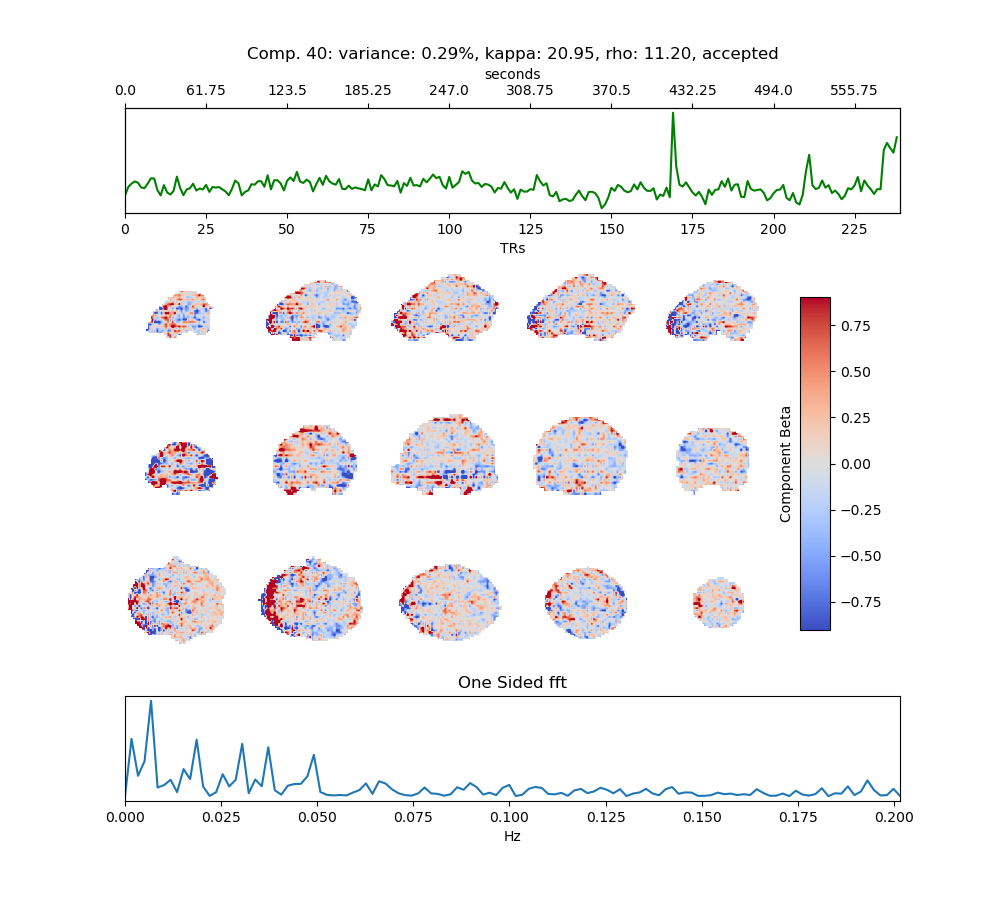 Comp. 40: variance: 0.29%, kappa: 20.95, rho: 11.20, accepted
seconds
0.0 61.75 123.5 185.25 247.0 308.75 370.5 432.25 494.0 555.75
0 25 50 75 100 125 150 175 200 225
TRs
0.75
0.50
0.25
0.00
−0.25
−0.50
−0.75
Component Beta
One Sided fft
0.000 0.025 0.050 0.075 0.100 0.125 0.150 0.175 0.200
Hz